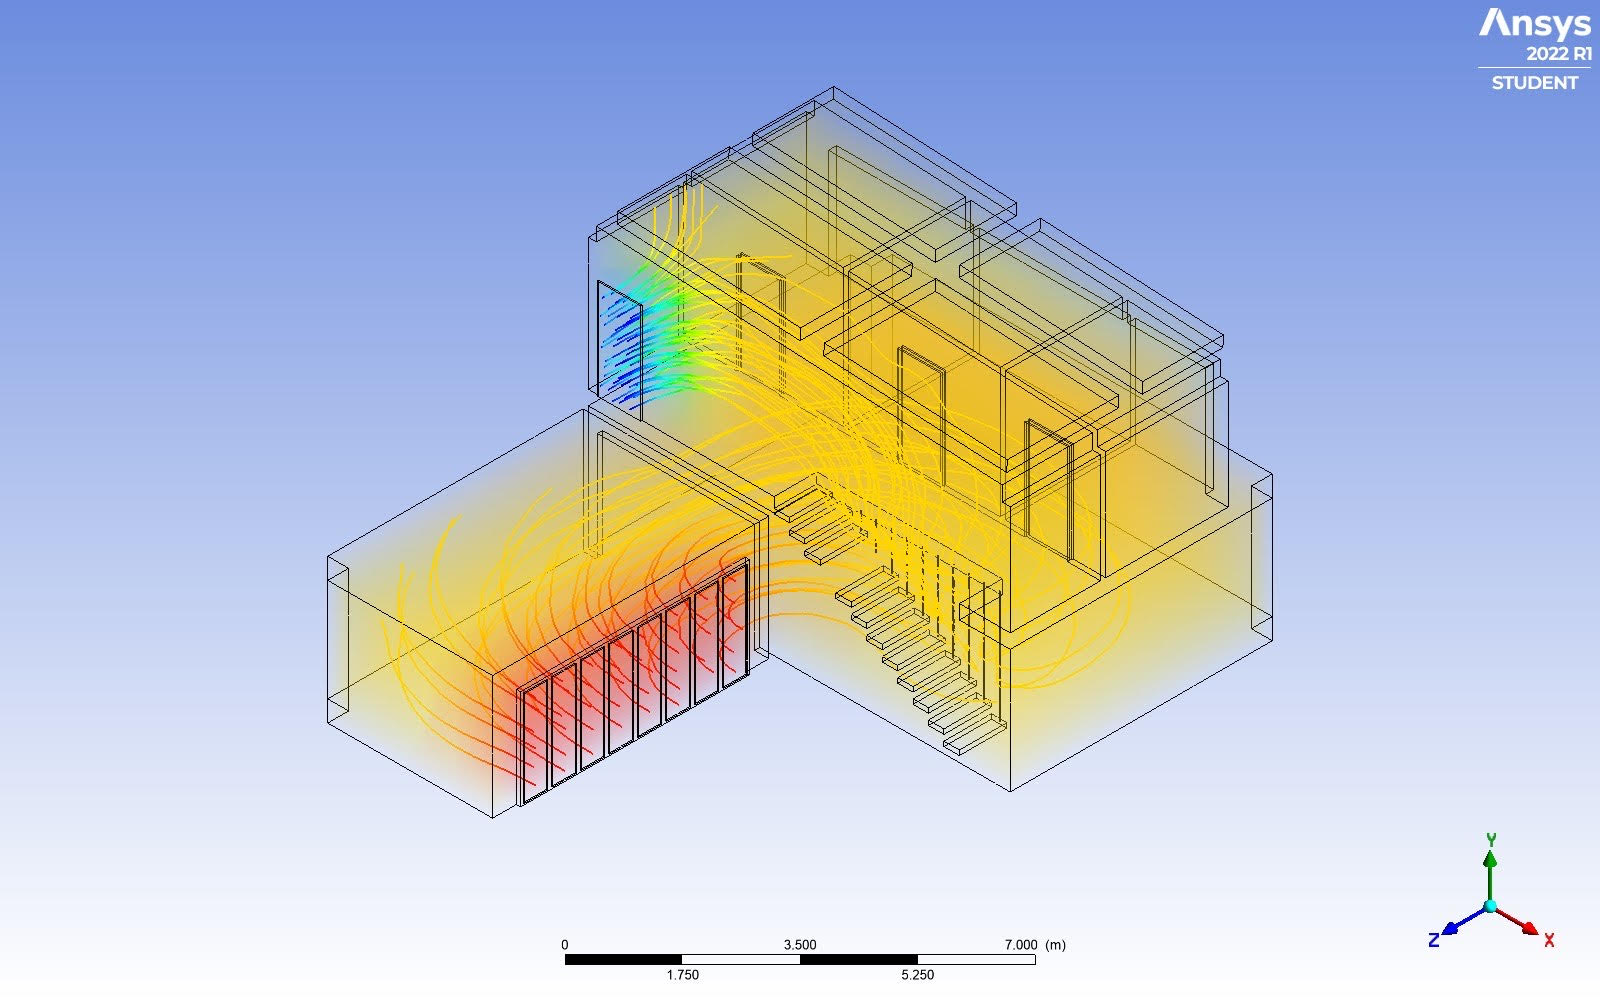 Ansys
2022 R1
STUDENT
Y
Z
X
0 3.500 7.000 (m)
1.750 5.250